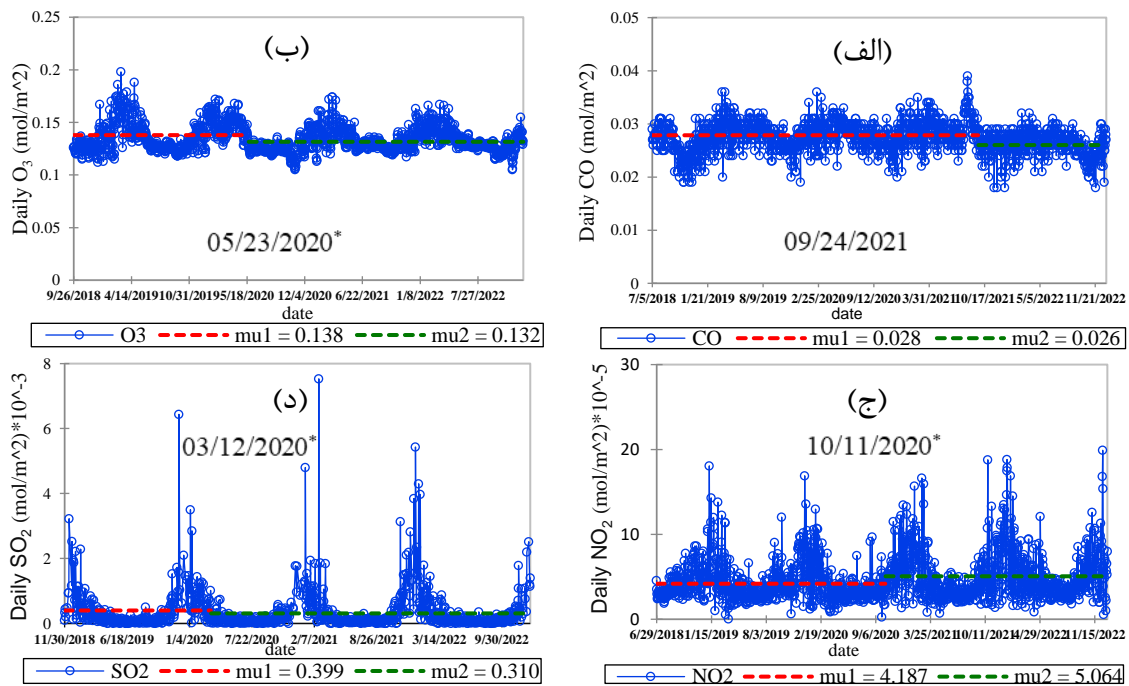 (ب)
Daily O3 (mol/m^2)
0.25
0.2
0.15
0.1
0.05
0
05/23/2020*
9/26/2018 4/14/2019 10/31/2019 5/18/2020 12/4/2020 6/22/2021 1/8/2022 7/27/2022
date
O3 mu1 = 0.138 mu2 = 0.132
(الف)
Daily CO (mol/m^2)
0.05
0.04
0.03
0.02
0.01
0
09/24/2021
7/5/2018 1/21/2019 8/9/2019 2/25/2020 9/12/2020 3/31/2021 10/17/2021 5/5/2022 11/21/2022
date
CO mu1 = 0.028 mu2 = 0.026
(د)
Daily SO2 (mol/m^2)*10^-3
8
6
4
2
0
03/12/2020*
11/30/2018 6/18/2019 1/4/2020 7/22/2020 2/7/2021 8/26/2021 3/14/2022 9/30/2022
date
SO2 mu1 = 0.399 mu2 = 0.310
(ج)
Daily NO2 (mol/m^2)*10^-5
30
20
10
0
10/11/2020*
6/29/2018 1/15/2019 8/3/2019 2/19/2020 9/6/2020 3/25/2021 10/11/2021 4/29/2022 11/15/2022
date
NO2 mu1 = 4.187 mu2 = 5.064